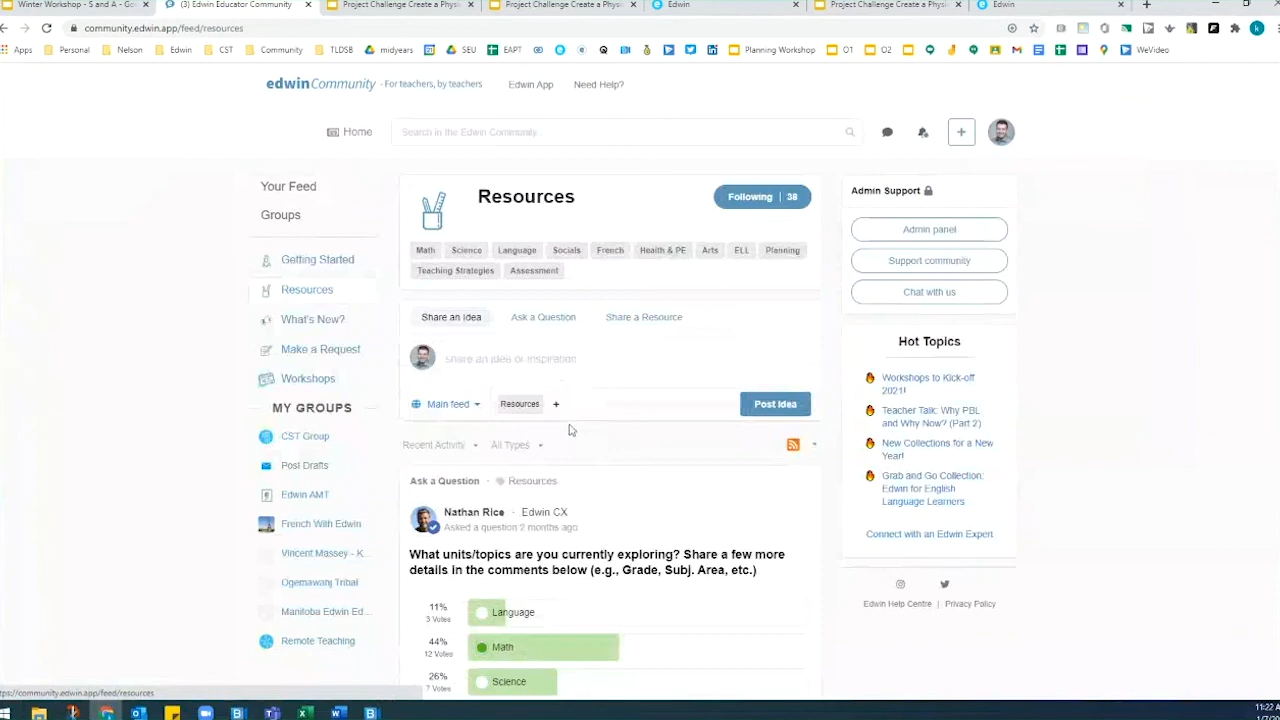 Winter Workshop - S and A - Go
(3) Edwin Educator Community
Project Challenge Create a Physic
Project Challenge Create a Physic
Edwin
Project Challenge Create a Physic
Edwin
community.edwin.app/feed/resources
Apps
Personal
Nelson
Edwin
CST
Community
TLDSB
midyears
SEU
EAPT
Planning Workshop
O1
O2
WeVideo
edwinCommunity - For teachers, by teachers
Edwin App
Need Help?
Home
Search in the Edwin Community...
Your Feed
Groups
Getting Started
Resources
What's New?
Make a Request
Workshops
MY GROUPS
CST Group
Post Drafts
Edwin AMT
French With Edwin
Vincent Massey - K...
Ogemawahj Tribal
Manitoba Edwin Ed...
Remote Teaching
Resources
Following | 38
Math
Science
Language
Socials
French
Health & PE
Arts
ELL
Planning
Teaching Strategies
Assessment
Share an Idea
Ask a Question
Share a Resource
Share an idea or inspiration
Main feed
Resources
+
Post Idea
Recent Activity
All Types
Ask a Question
Resources
Nathan Rice - Edwin CX
Asked a question 2 months ago
What units/topics are you currently exploring? Share a few more
details in the comments below (e.g., Grade, Subj. Area, etc.)
11%
3 Votes
Language
44%
12 Votes
Math
26%
7 Votes
Science
Admin Support
Admin panel
Support community
Chat with us
Hot Topics
Workshops to Kick-off
2021!
Teacher Talk: Why PBL
and Why Now? (Part 2)
New Collections for a New
Year!
Grab and Go Collection:
Edwin for English
Language Learners
Connect with an Edwin Expert
Edwin Help Centre | Privacy Policy
ttps://community.edwin.app/feed/resources
11:22